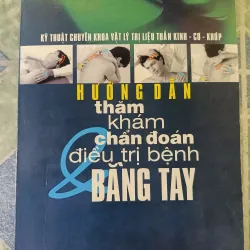 KỸ THUẬT CHUYÊN KHOA VẬT LÝ TRỊ LIỆU THẦN KINH - CƠ - KHỚP
HƯỚNG DẪN
thăm
khám
& chẩn đoán
điều trị bệnh
BẰNG TAY